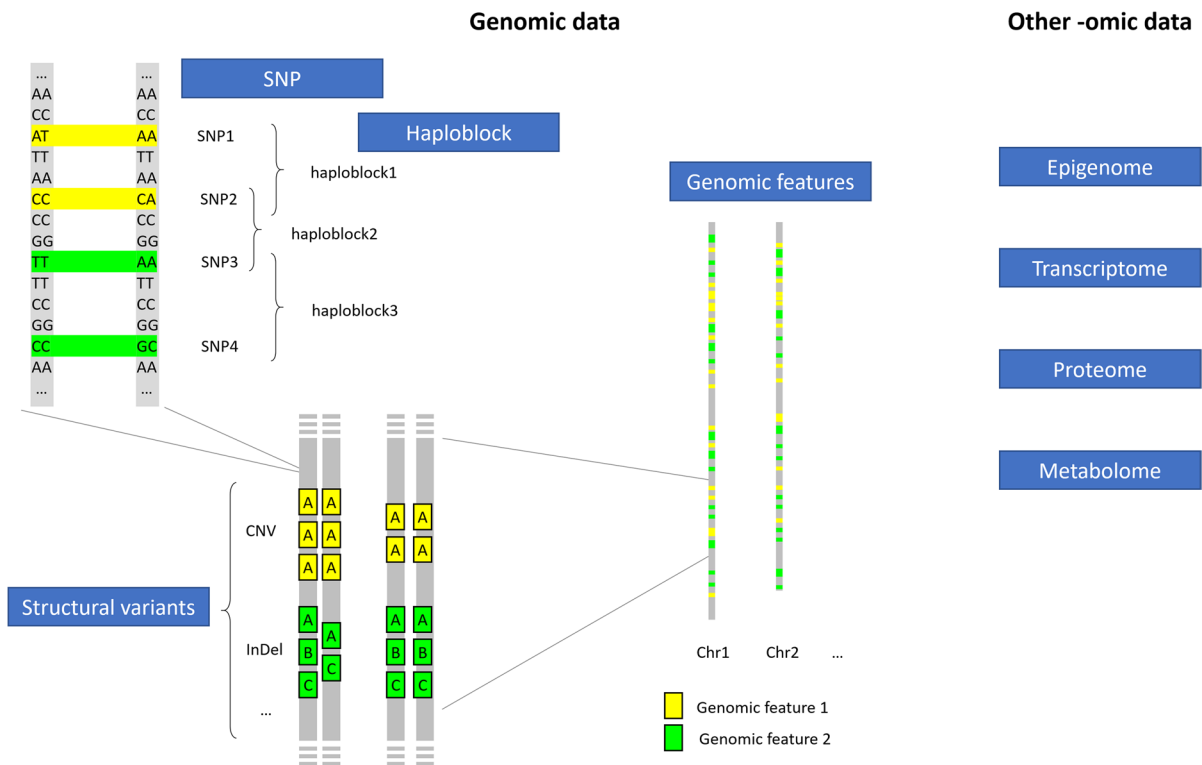 Genomic data
Other -omic data
SNP
Haploblock
Genomic features
Epigenome
Transcriptome
Proteome
Metabolome
... ...
AA AA
CC CC
AT AA SNP1
TT TT
AA AA
CC CA SNP2
CC CC
GG GG
TT AA SNP3
TT TT
CC CC
GG GG
CC GC SNP4
AA AA
... ...
haploblock1
haploblock2
haploblock3
Structural variants
CNV
A A
A A
A A
A A
A A
InDel
A
B
C
A
C
A A
B B
C C
...
Chr1 Chr2 ...
Genomic feature 1
Genomic feature 2